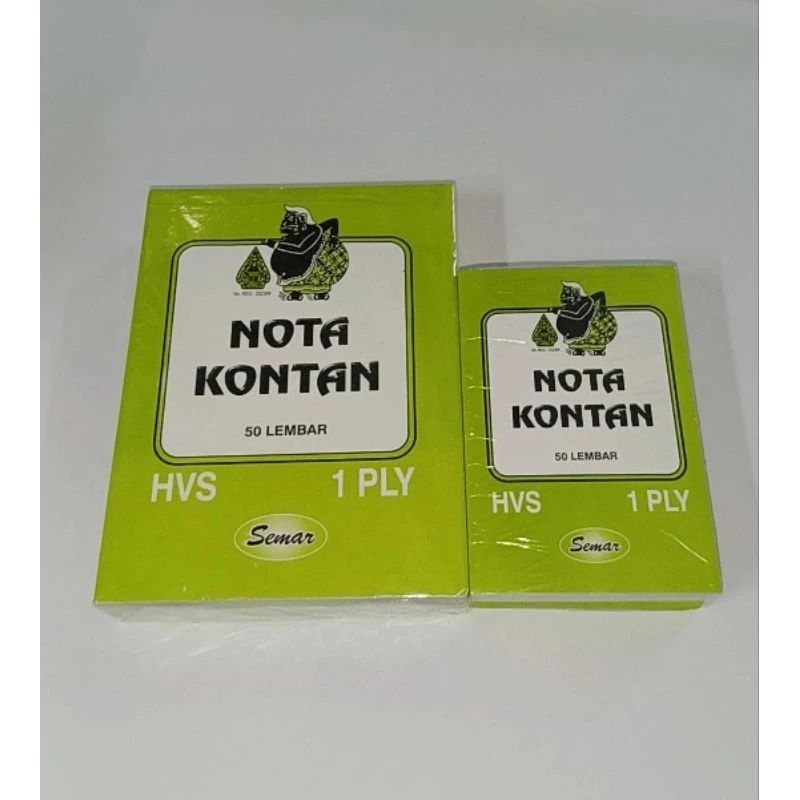 NOTA
KONTAN
50 LEMBAR
HVS 1 PLY
Semar
NOTA
KONTAN
50 LEMBAR
HVS 1 PLY
Semar